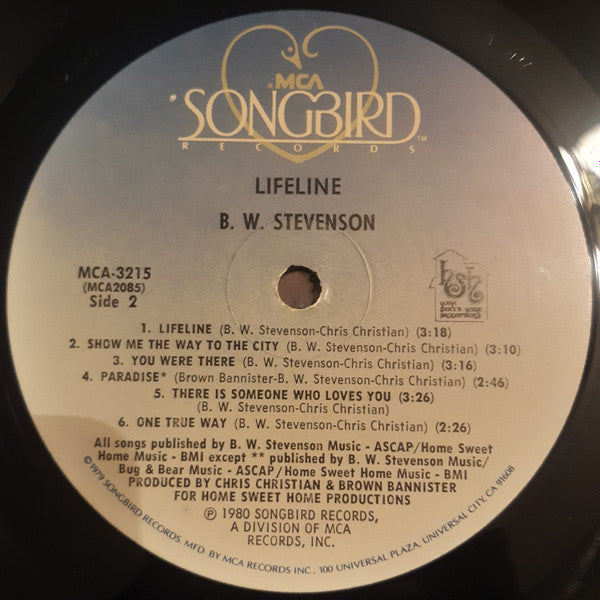 MCA
SONGBIRD™
RECORDS
LIFELINE
B. W. STEVENSON
MCA-3215
(MCA2085)
Side 2
hsh
home
sweet home
productions
1. LIFELINE (B. W. Stevenson-Chris Christian) (3:18)
2. SHOW ME THE WAY TO THE CITY (B. W. Stevenson-Chris Christian) (3:10)
3. YOU WERE THERE (B. W. Stevenson-Chris Christian) (3:16)
4. PARADISE* (Brown Bannister-B. W. Stevenson-Chris Christian) (2:46)
5. THERE IS SOMEONE WHO LOVES YOU (3:26)
(B. W. Stevenson-Chris Christian)
6. ONE TRUE WAY (B. W. Stevenson-Chris Christian) (2:26)
All songs published by B. W. Stevenson Music - ASCAP/Home Sweet
Home Music - BMI except ** published by B. W. Stevenson Music/
Bug & Bear Music - ASCAP/Home Sweet Home Music - BMI
PRODUCED BY CHRIS CHRISTIAN & BROWN BANNISTER
FOR HOME SWEET HOME PRODUCTIONS
℗ 1980 SONGBIRD RECORDS,
A DIVISION OF MCA
RECORDS, INC.
©1979 SONGBIRD RECORDS. MFD. BY MCA RECORDS INC., 100 UNIVERSAL PLAZA, UNIVERSAL CITY, CA 91608